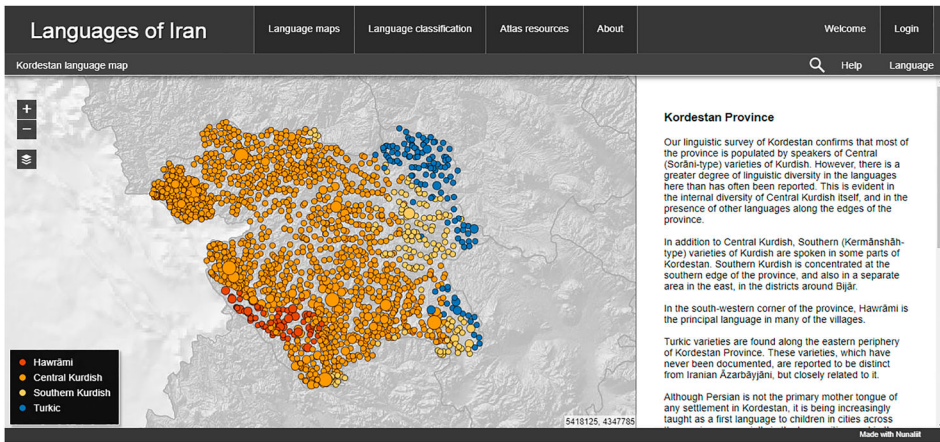 Languages of Iran
Language maps
Language classification
Atlas resources
About
Welcome
Login
Kordestan language map
Help
Language
+
−
Hawrāmi
Central Kurdish
Southern Kurdish
Turkic
5418125, 4347785
Kordestan Province
Our linguistic survey of Kordestan confirms that most of
the province is populated by speakers of Central
(Sorâni-type) varieties of Kurdish. However, there is a
greater degree of linguistic diversity in the languages
here than has often been reported. This is evident in
the internal diversity of Central Kurdish itself, and in the
presence of other languages along the edges of the
province.
In addition to Central Kurdish, Southern (Kermānshāh-
type) varieties of Kurdish are spoken in some parts of
Kordestan. Southern Kurdish is concentrated at the
southern edge of the province, and also in a separate
area in the east, in the districts around Bijār.
In the south-western corner of the province, Hawrāmi is
the principal language in many of the villages.
Turkic varieties are found along the eastern periphery
of Kordestan Province. These varieties, which have
never been documented, are reported to be distinct
from Iranian Āzarbāyjāni, but closely related to it.
Although Persian is not the primary mother tongue of
any settlement in Kordestan, it is being increasingly
taught as a first language to children in cities across
Made with Nunaliit